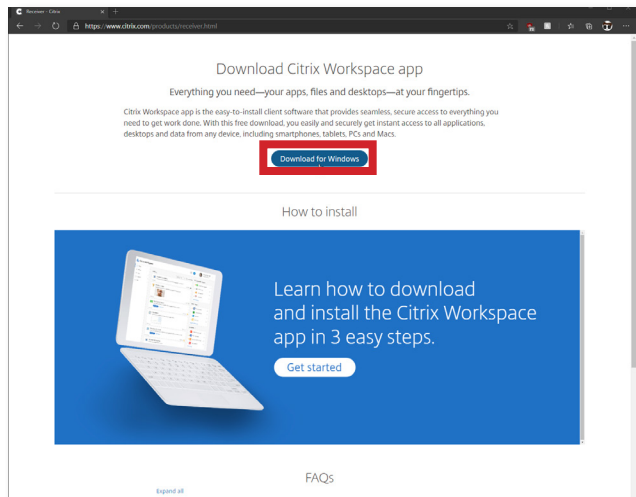 Receiver - Citrix
https://www.citrix.com/products/receiver.html
Download Citrix Workspace app
Everything you need—your apps, files and desktops—at your fingertips.
Citrix Workspace app is the easy-to-install client software that provides seamless, secure access to everything you
need to get work done. With this free download, you easily and securely get instant access to all applications,
desktops and data from any device, including smartphones, tablets, PCs and Macs.
Download for Windows
How to install
Learn how to download
and install the Citrix Workspace
app in 3 easy steps.
Get started
FAQs
Expand all